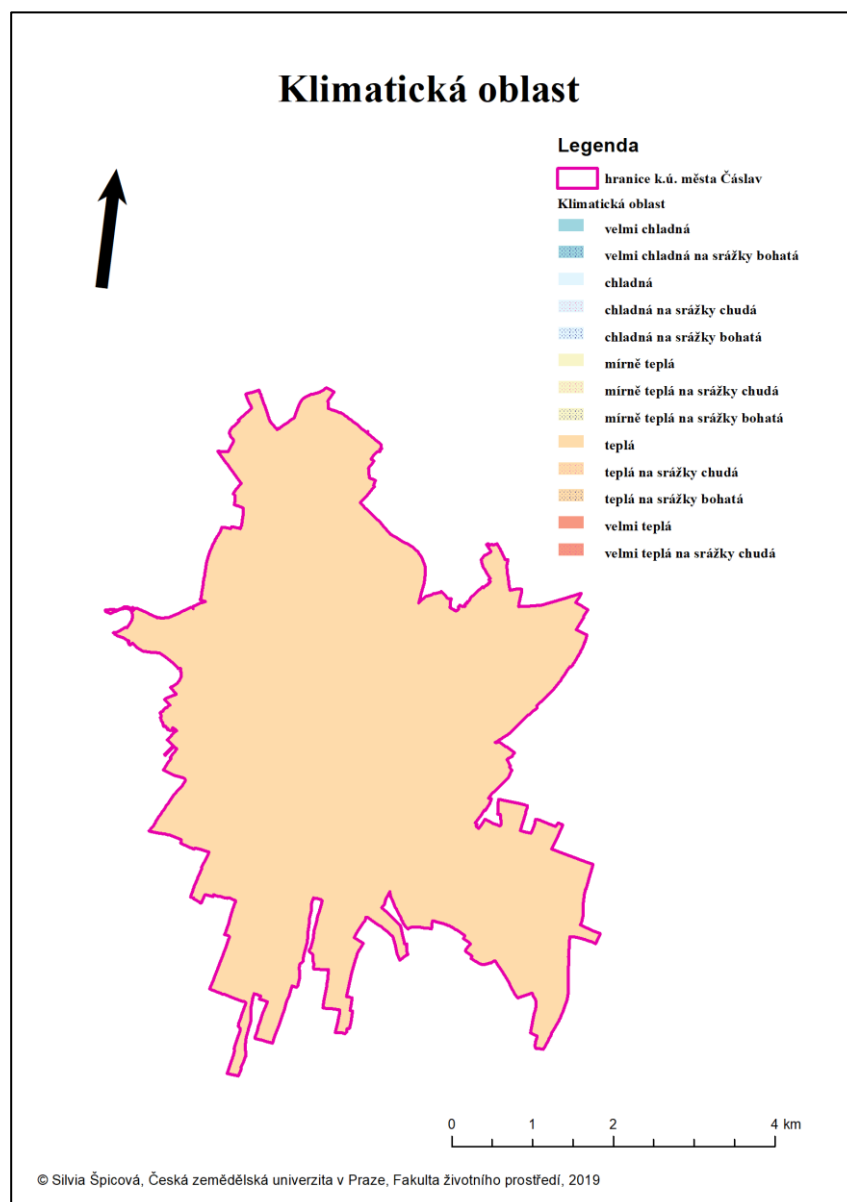 Klimatická oblast
Legenda
hranice k.ú. města Čáslav
Klimatická oblast
velmi chladná
velmi chladná na srážky bohatá
chladná
chladná na srážky chudá
chladná na srážky bohatá
mírně teplá
mírně teplá na srážky chudá
mírně teplá na srážky bohatá
teplá
teplá na srážky chudá
teplá na srážky bohatá
velmi teplá
velmi teplá na srážky chudá
0 1 2 4 km
© Silvia Špicová, Česká zemědělská univerzita v Praze, Fakulta životního prostředí, 2019